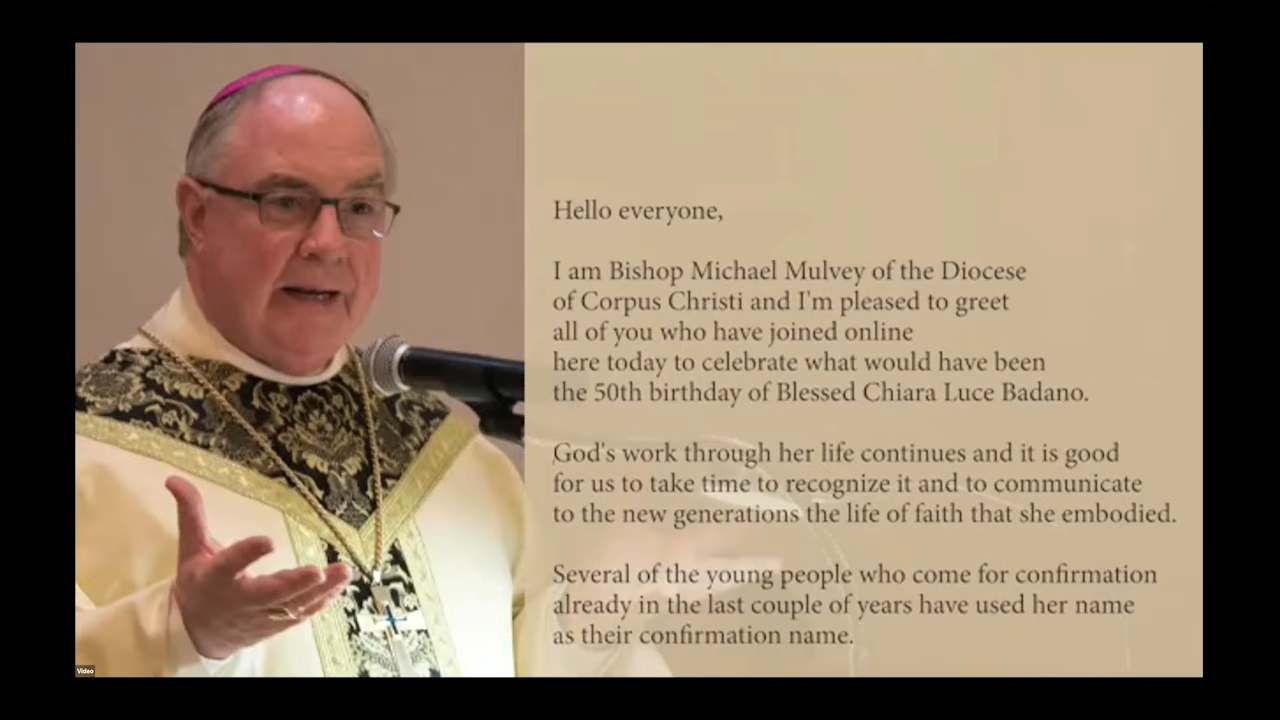 Hello everyone,
I am Bishop Michael Mulvey of the Diocese
of Corpus Christi and I'm pleased to greet
all of you who have joined online
here today to celebrate what would have been
the 50th birthday of Blessed Chiara Luce Badano.
God's work through her life continues and it is good
for us to take time to recognize it and to communicate
to the new generations the life of faith that she embodied.
Several of the young people who come for confirmation
already in the last couple of years have used her name
as their confirmation name.
Video